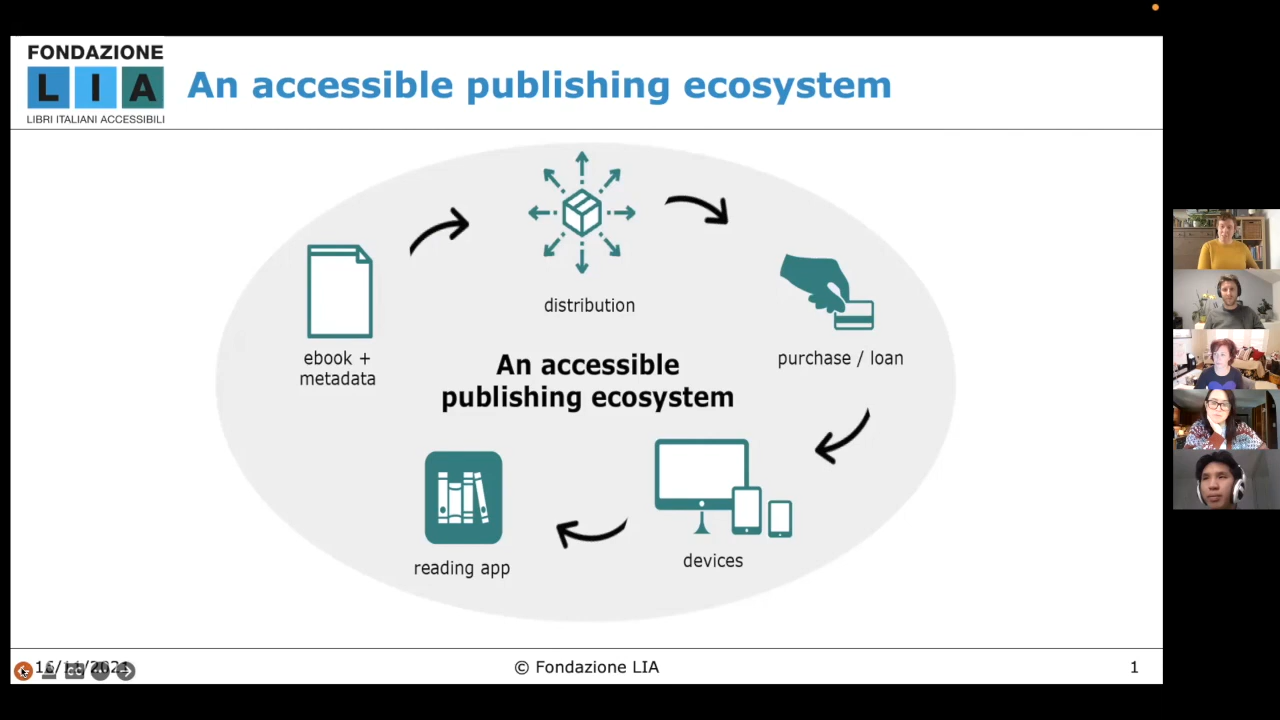 FONDAZIONE
LIA
LIBRI ITALIANI ACCESSIBILI
An accessible publishing ecosystem
distribution
ebook +
metadata
purchase / loan
An accessible
publishing ecosystem
devices
reading app
© Fondazione LIA
1